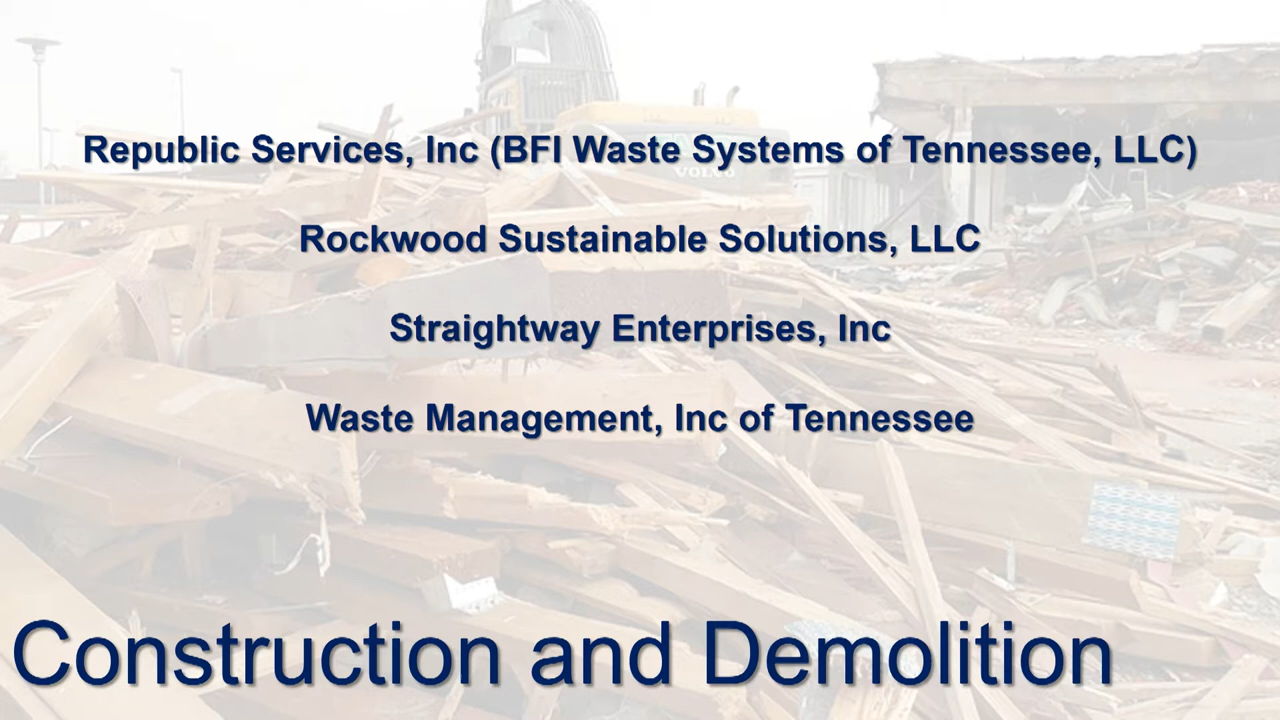 Republic Services, Inc (BFI Waste Systems of Tennessee, LLC)
VOLVO
Rockwood Sustainable Solutions, LLC
Straightway Enterprises, Inc
Waste Management, Inc of Tennessee
Construction and Demolition